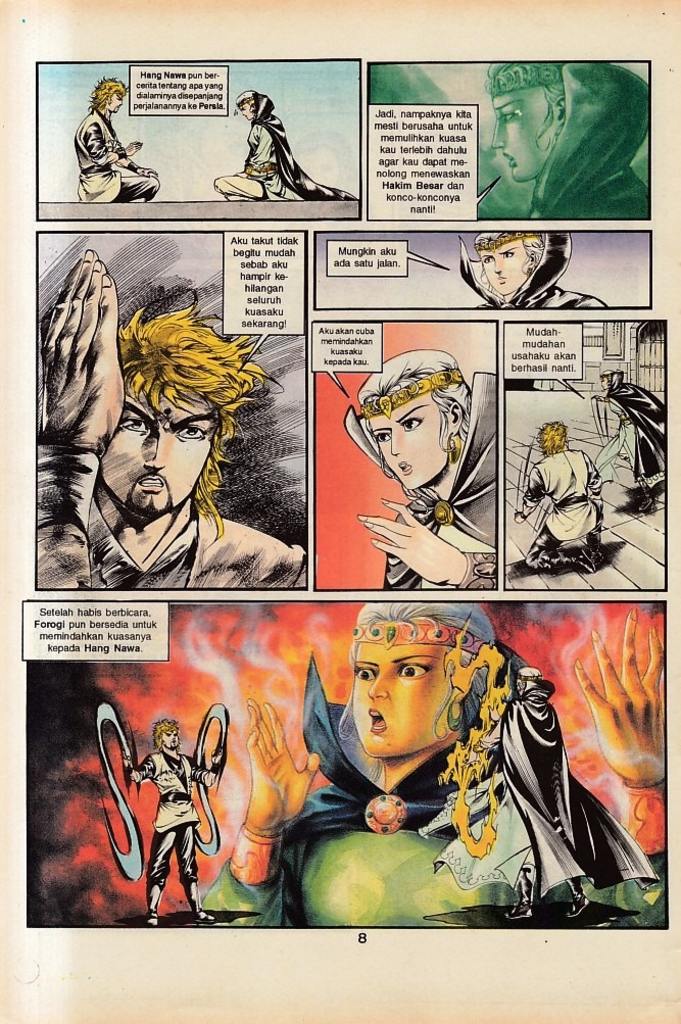 Hang Nawa pun ber-
cerita tentang apa yang
dialaminya disepanjang
perjalanannya ke Persia.
Jadi, nampaknya kita
mesti berusaha untuk
memulihkan kuasa
kau terlebih dahulu
agar kau dapat me-
nolong menewaskan
Hakim Besar dan
konco-konconya
nanti!
Aku takut tidak
begitu mudah
sebab aku
hampir ke-
hilangan
seluruh
kuasaku
sekarang!
Mungkin aku
ada satu jalan.
Aku akan cuba
memindahkan
kuasaku
kepada kau.
Mudah-
mudahan
usahaku akan
berhasil nanti.
Setelah habis berbicara,
Forogi pun bersedia untuk
memindahkan kuasanya
kepada Hang Nawa.
8